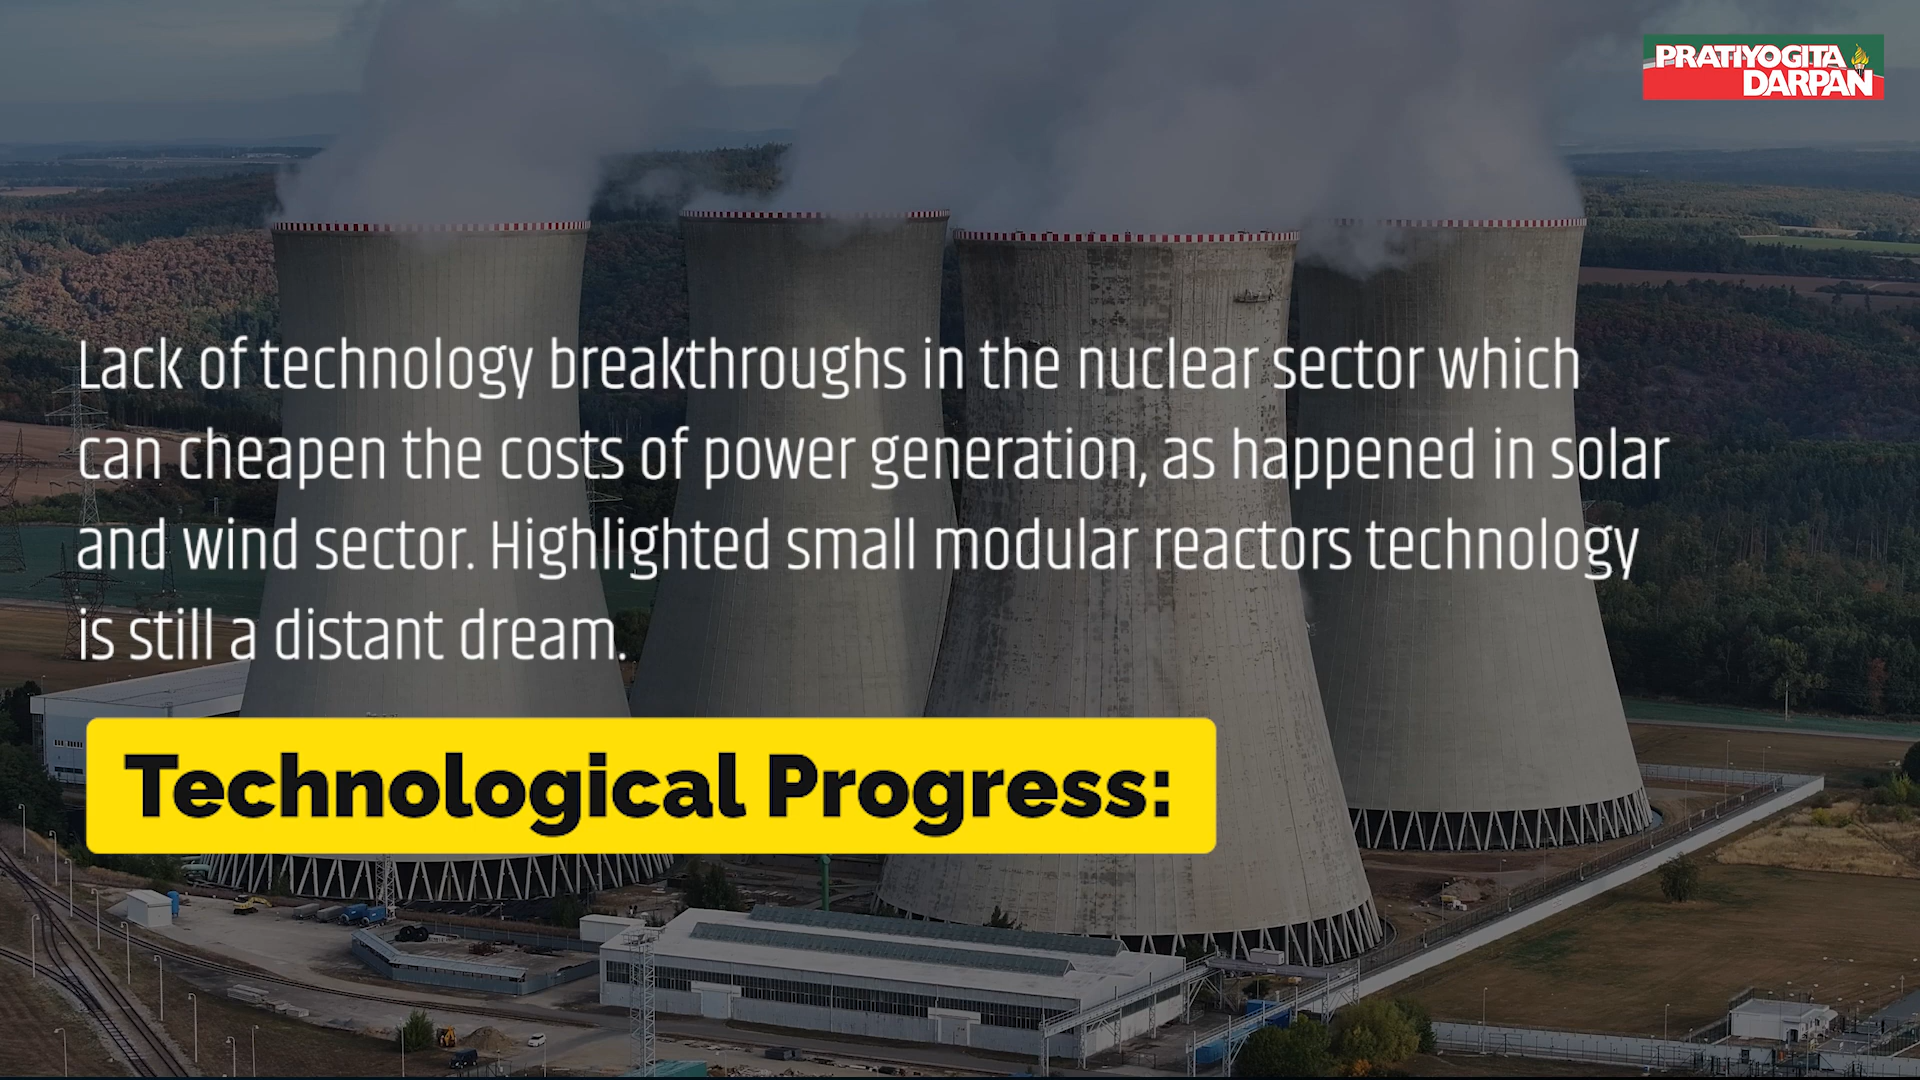 PRATIYOGITA
DARPAN
Lack of technology breakthroughs in the nuclear sector which
can cheapen the costs of power generation, as happened in solar
and wind sector. Highlighted small modular reactors technology
is still a distant dream.
Technological Progress: